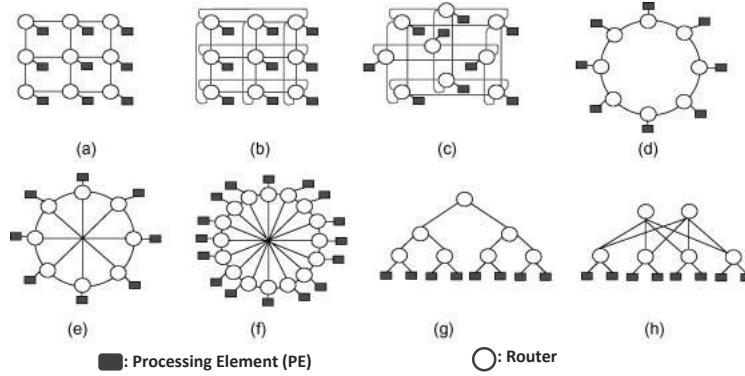 (a) (b) (c) (d)
(e) (f) (g) (h)
: Processing Element (PE) : Router